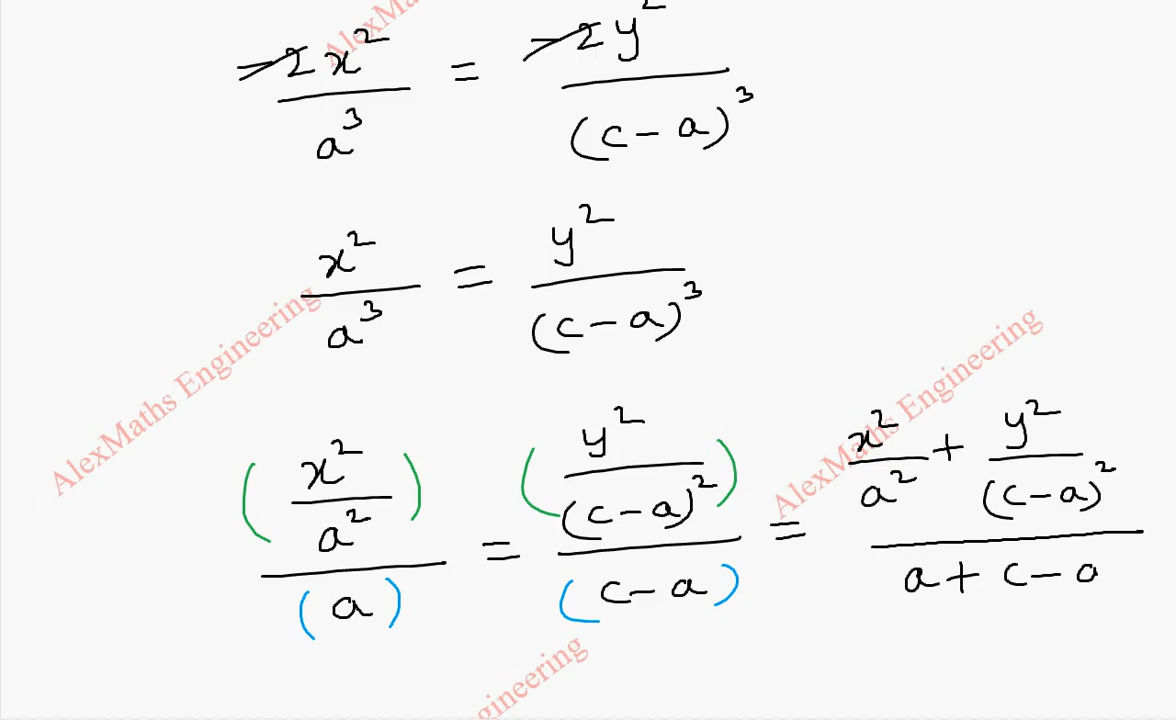 AlexMaths Engineering
-2x²/a³ = -2y²/(c-a)³
x²/a³ = y²/(c-a)³
AlexMaths Engineering
AlexMaths Engineering
(x²/a²)/(a) = (y²/(c-a)²)/(c-a) = (x²/a² + y²/(c-a)²)/(a+c-a)
gineering